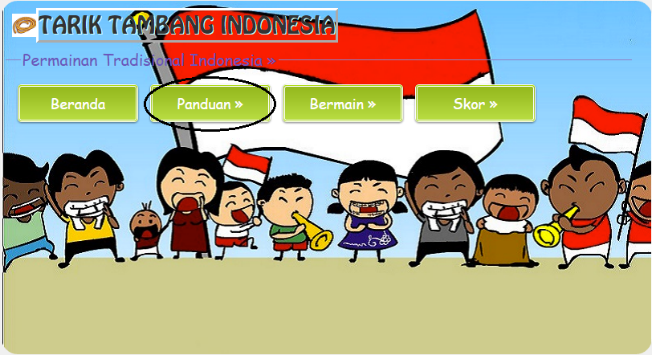 TARIK TAMBANG INDONESIA
Permainan Tradisional Indonesia »
Beranda Panduan » Bermain » Skor »